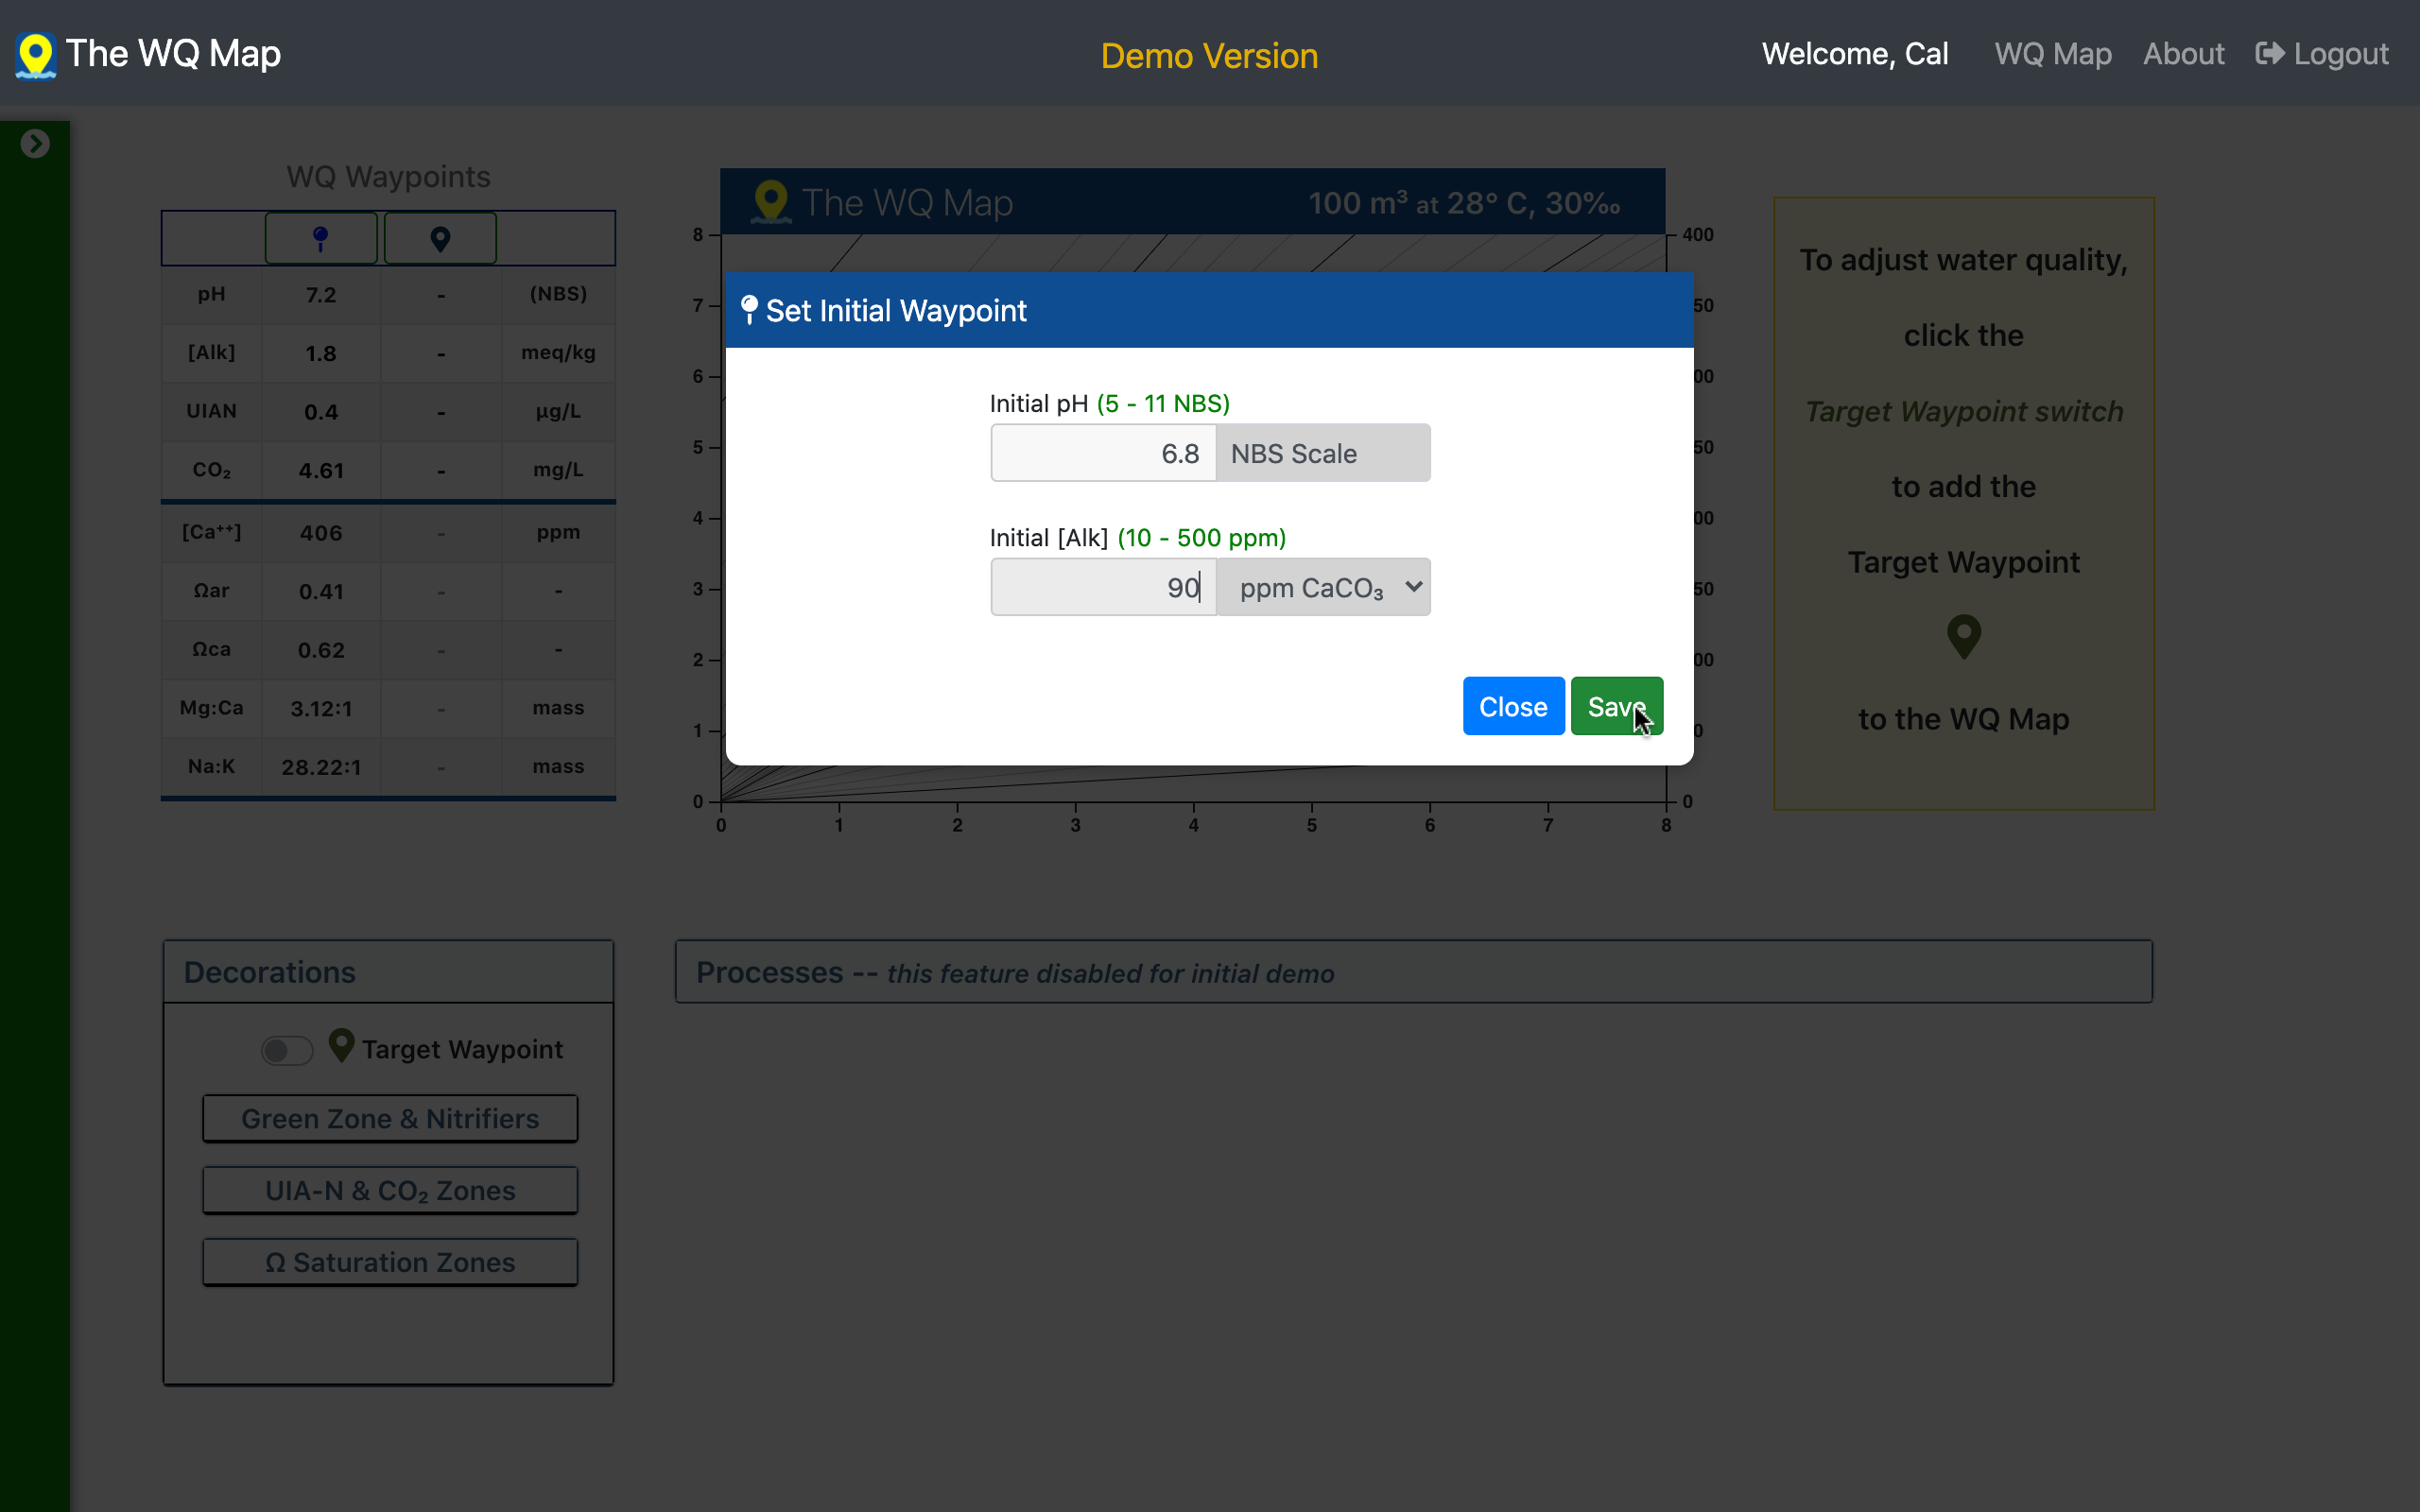 The WQ Map
Demo Version
Welcome, Cal
WQ Map
About
Logout
WQ Waypoints
pH 7.2 - (NBS)
[Alk] 1.8 - meq/kg
UIAN 0.4 - µg/L
CO₂ 4.61 - mg/L
[Ca⁺⁺] 406 - ppm
Ωar 0.41 - -
Ωca 0.62 - -
Mg:Ca 3.12:1 - mass
Na:K 28.22:1 - mass
The WQ Map
100 m³ at 28° C, 30‰
8
7
6
5
4
3
2
1
0
0 1 2 3 4 5 6 7 8
400
50
00
50
00
50
00
0
0
Set Initial Waypoint
Initial pH (5 - 11 NBS)
6.8 NBS Scale
Initial [Alk] (10 - 500 ppm)
90 ppm CaCO₃
Close
Save
To adjust water quality,
click the
Target Waypoint switch
to add the
Target Waypoint
to the WQ Map
Decorations
Target Waypoint
Green Zone & Nitrifiers
UIA-N & CO₂ Zones
Ω Saturation Zones
Processes -- this feature disabled for initial demo